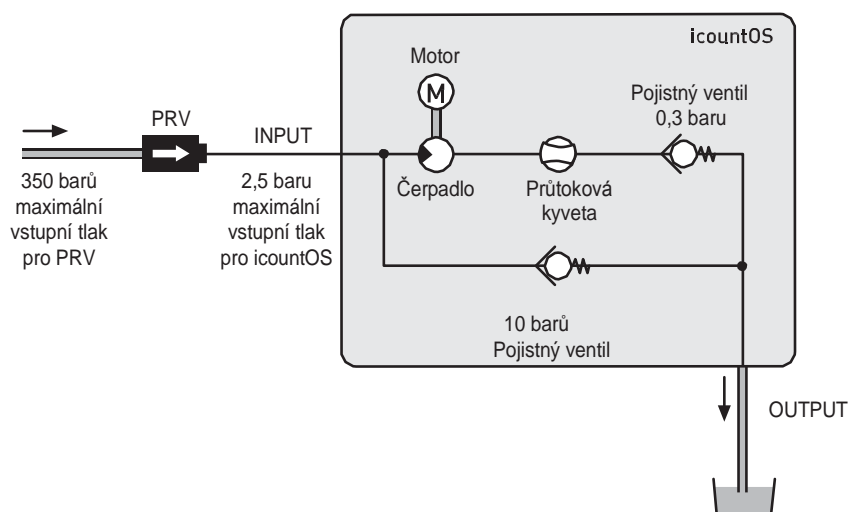 icountOS
Motor
M
Pojistný ventil
0,3 baru
PRV
INPUT
350 barů
maximální
vstupní tlak
pro PRV
2,5 baru
maximální
vstupní tlak
pro icountOS
Čerpadlo
Průtoková
kyveta
10 barů
Pojistný ventil
OUTPUT